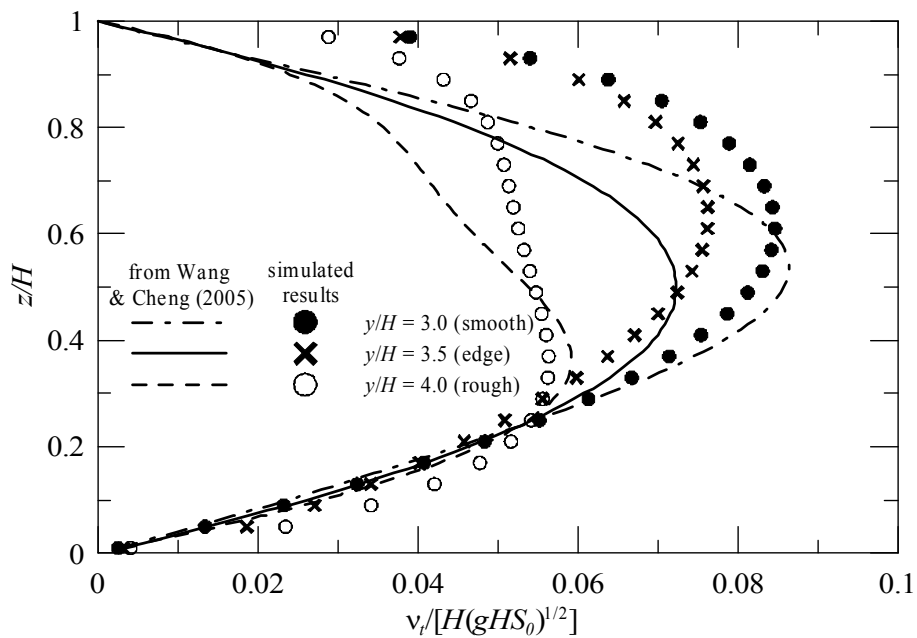 1
0.8
0.6
0.4
0.2
0
z/H
from Wang & Cheng (2005)
simulated results
y/H = 3.0 (smooth)
y/H = 3.5 (edge)
y/H = 4.0 (rough)
0 0.02 0.04 0.06 0.08 0.1
νt/[H(gHS0)1/2]